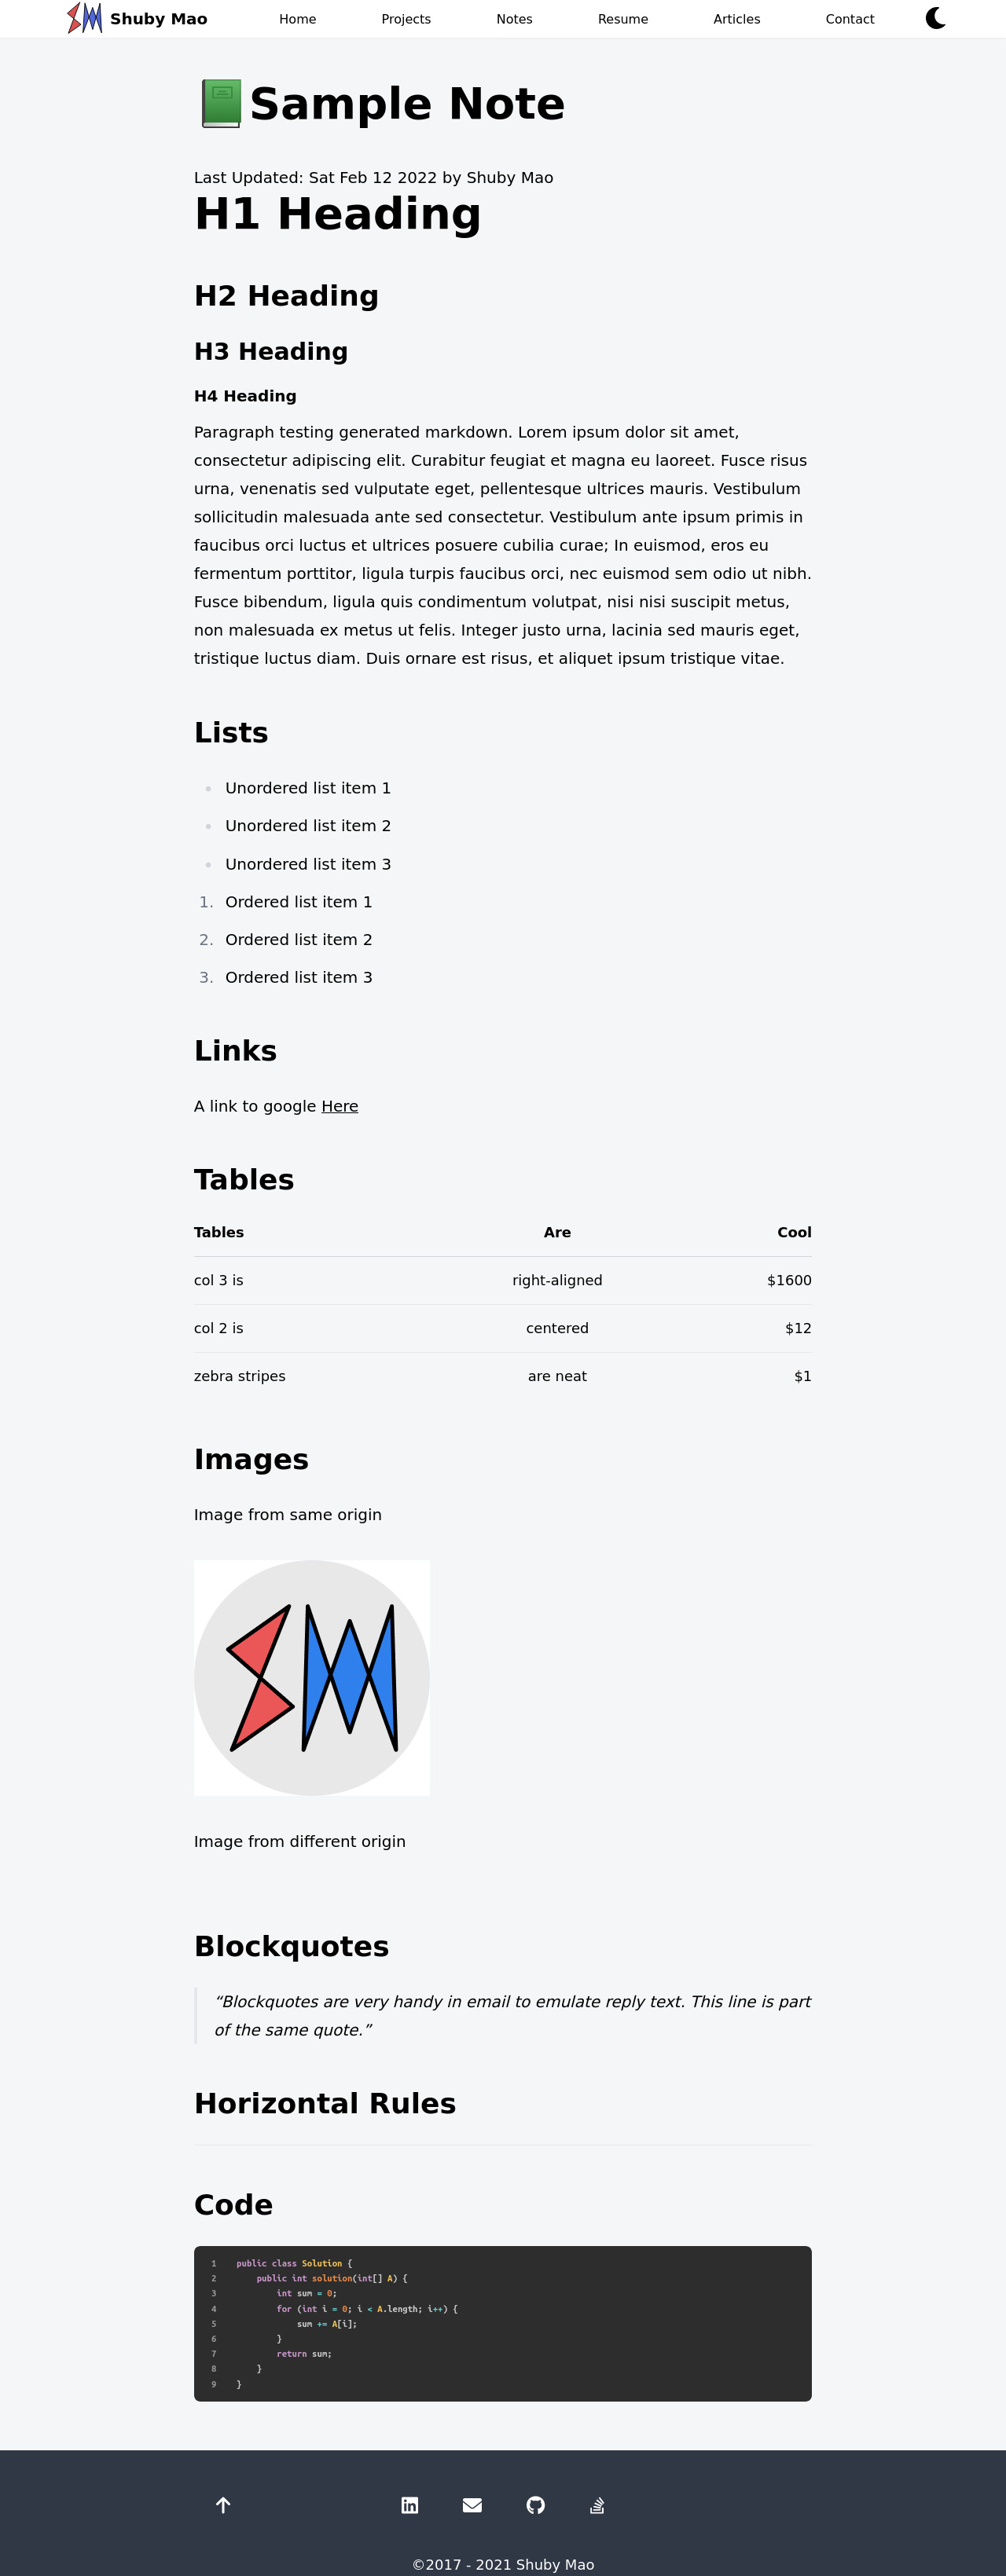 Shuby Mao Home Projects Notes Resume Articles Contact
Sample Note
Last Updated: Sat Feb 12 2022 by Shuby Mao
H1 Heading
H2 Heading
H3 Heading
H4 Heading
Paragraph testing generated markdown. Lorem ipsum dolor sit amet,
consectetur adipiscing elit. Curabitur feugiat et magna eu laoreet. Fusce risus
urna, venenatis sed vulputate eget, pellentesque ultrices mauris. Vestibulum
sollicitudin malesuada ante sed consectetur. Vestibulum ante ipsum primis in
faucibus orci luctus et ultrices posuere cubilia curae; In euismod, eros eu
fermentum porttitor, ligula turpis faucibus orci, nec euismod sem odio ut nibh.
Fusce bibendum, ligula quis condimentum volutpat, nisi nisi suscipit metus,
non malesuada ex metus ut felis. Integer justo urna, lacinia sed mauris eget,
tristique luctus diam. Duis ornare est risus, et aliquet ipsum tristique vitae.
Lists
• Unordered list item 1
• Unordered list item 2
• Unordered list item 3
1. Ordered list item 1
2. Ordered list item 2
3. Ordered list item 3
Links
A link to google Here
Tables
Tables Are Cool
col 3 is right-aligned $1600
col 2 is centered $12
zebra stripes are neat $1
Images
Image from same origin
SM
Image from different origin
Blockquotes
“Blockquotes are very handy in email to emulate reply text. This line is part
of the same quote.”
Horizontal Rules
Code
1 public class Solution {
2 public int solution(int[] A) {
3 int sum = 0;
4 for (int i = 0; i < A.length; i++) {
5 sum += A[i];
6 }
7 return sum;
8 }
9 }
©2017 - 2021 Shuby Mao